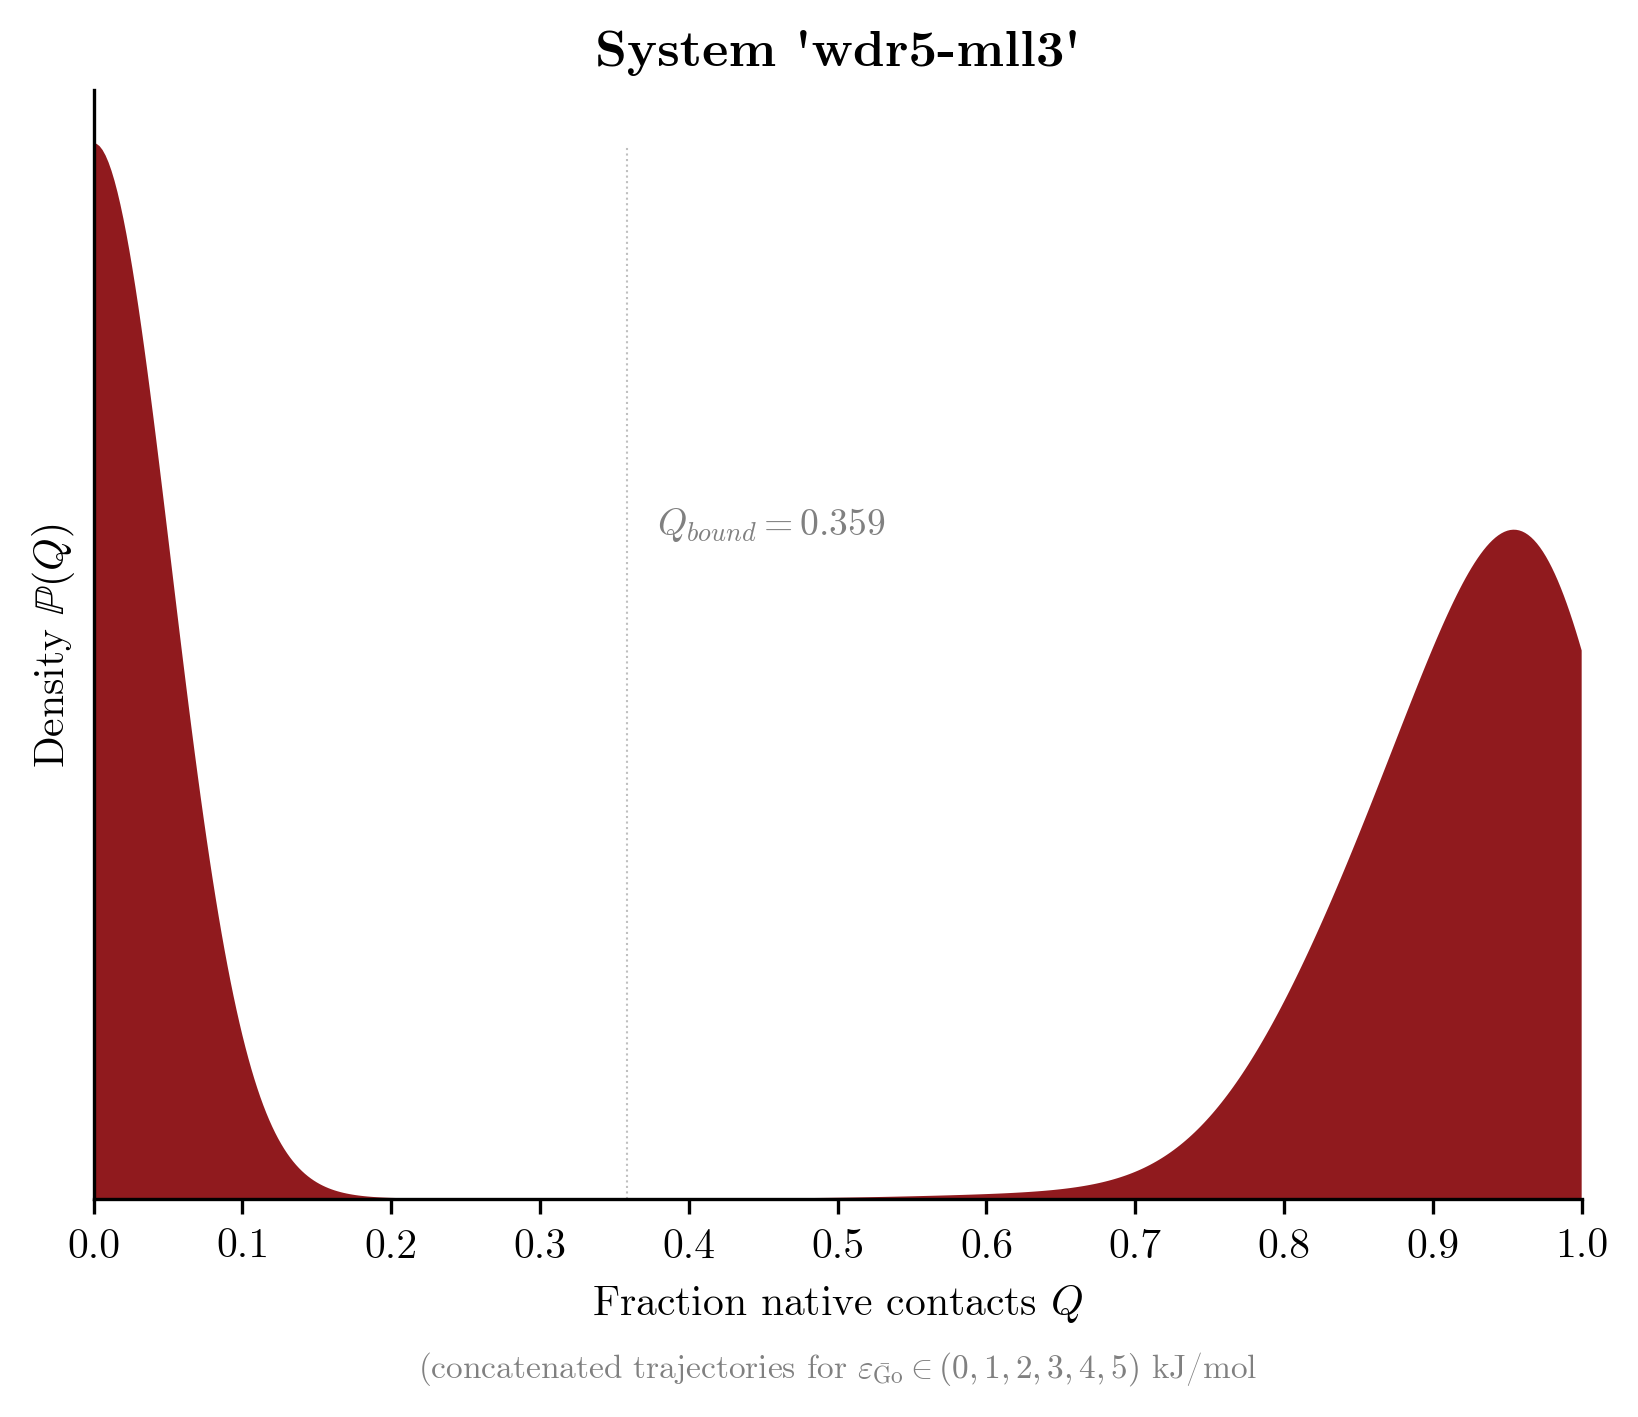 System 'wdr5-mll3'
Density ℙ(Q)
Q_bound = 0.359
0.0 0.1 0.2 0.3 0.4 0.5 0.6 0.7 0.8 0.9 1.0
Fraction native contacts Q
(concatenated trajectories for ε_Ḡo ∈ (0, 1, 2, 3, 4, 5) kJ/mol